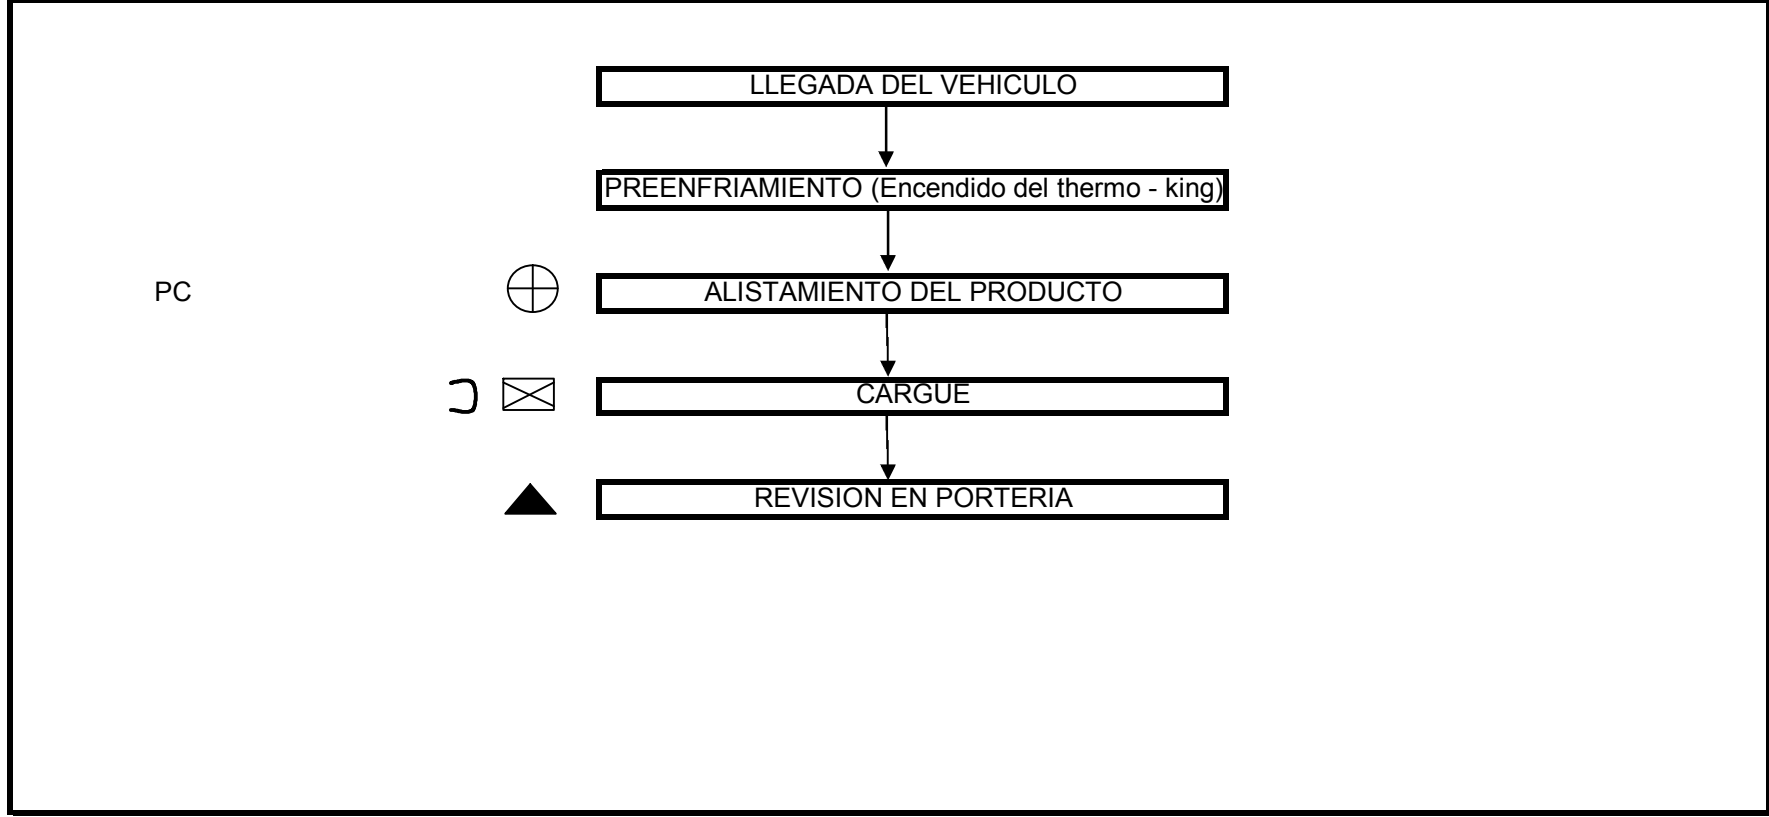 LLEGADA DEL VEHICULO
PREENFRIAMIENTO (Encendido del thermo - king)
PC
ALISTAMIENTO DEL PRODUCTO
CARGUE
REVISION EN PORTERIA